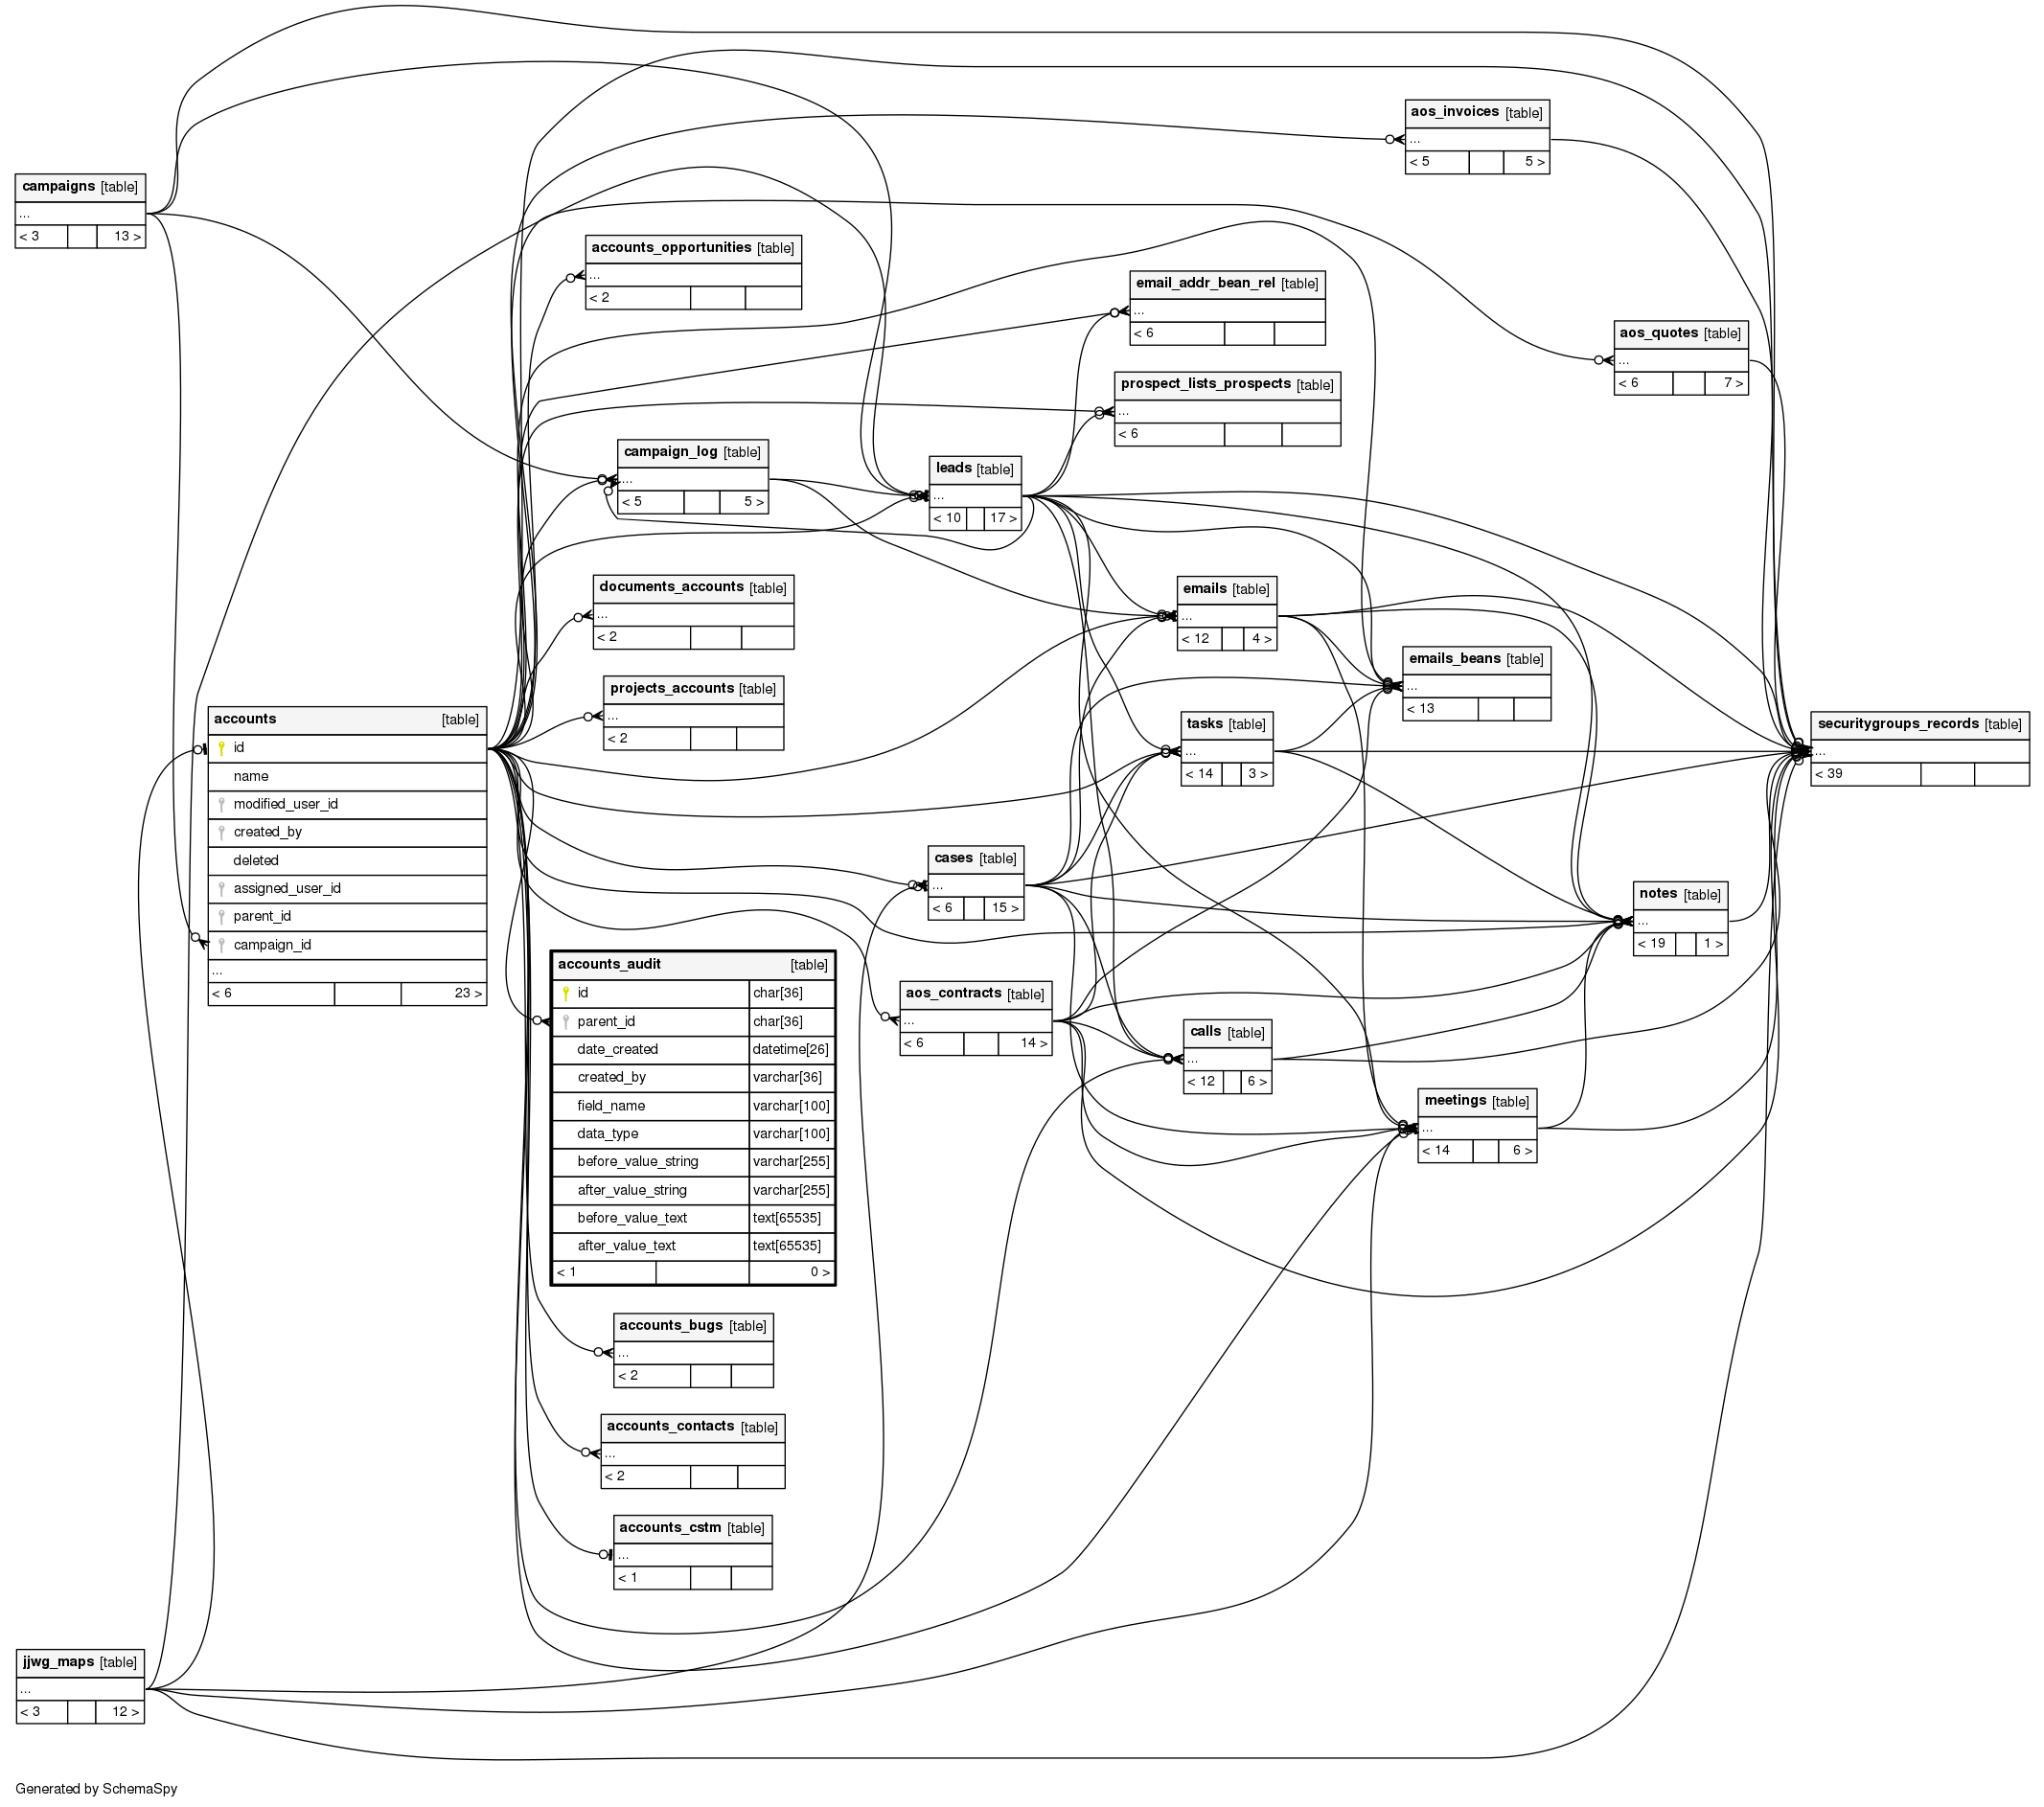 aos_invoices [table]
...
< 5 5 >
campaigns [table]
...
< 3 13 >
accounts_opportunities [table]
...
< 2
email_addr_bean_rel [table]
...
< 6
aos_quotes [table]
...
< 6 7 >
prospect_lists_prospects [table]
...
< 6
campaign_log [table]
...
< 5 5 >
leads [table]
...
< 10 17 >
documents_accounts [table]
...
< 2
emails [table]
...
< 12 4 >
emails_beans [table]
...
< 13
projects_accounts [table]
...
< 2
accounts [table]
id
name
modified_user_id
created_by
deleted
assigned_user_id
parent_id
campaign_id
...
< 6 23 >
tasks [table]
...
< 14 3 >
securitygroups_records [table]
...
< 39
cases [table]
...
< 6 15 >
notes [table]
...
< 19 1 >
accounts_audit [table]
id char[36]
parent_id char[36]
date_created datetime[26]
created_by varchar[36]
field_name varchar[100]
data_type varchar[100]
before_value_string varchar[255]
after_value_string varchar[255]
before_value_text text[65535]
after_value_text text[65535]
< 1 0 >
aos_contracts [table]
...
< 6 14 >
calls [table]
...
< 12 6 >
meetings [table]
...
< 14 6 >
accounts_bugs [table]
...
< 2
accounts_contacts [table]
...
< 2
accounts_cstm [table]
...
< 1
jjwg_maps [table]
...
< 3 12 >
Generated by SchemaSpy